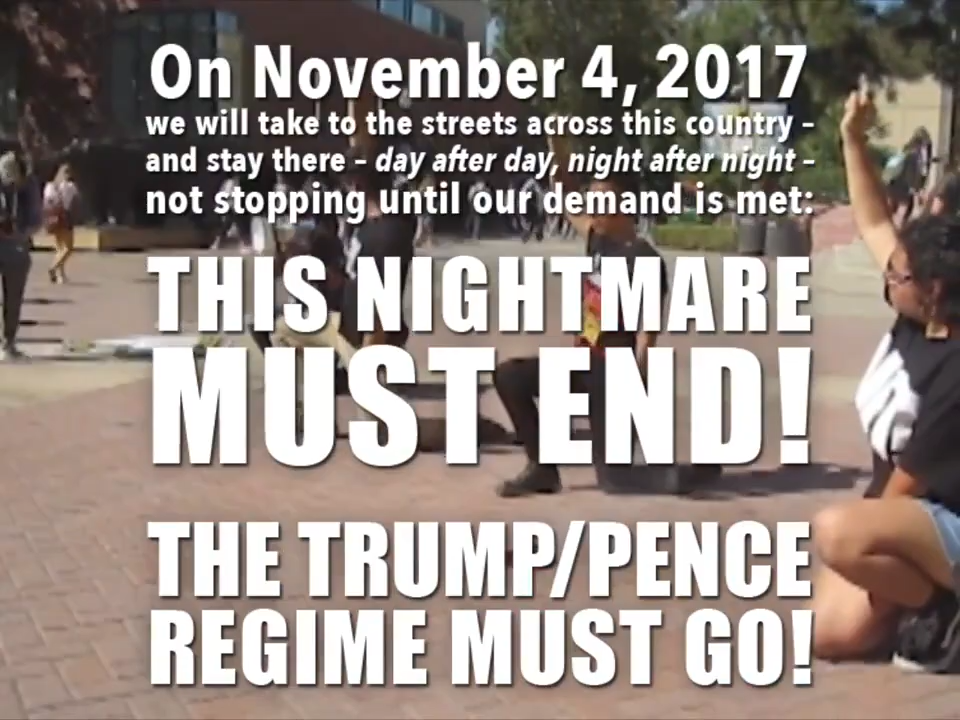 On November 4, 2017
we will take to the streets across this country –
and stay there – day after day, night after night –
not stopping until our demand is met:
THIS NIGHTMARE
MUST END!
THE TRUMP/PENCE
REGIME MUST GO!